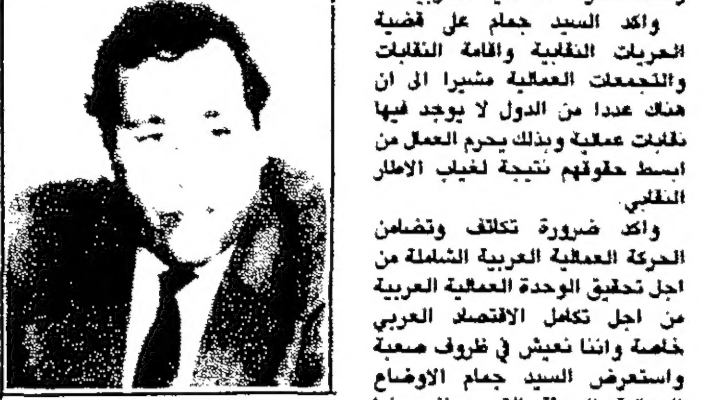 واكد السيد جمام على قضية
الحريات النقابية واقامة النقابات
والتجمعات العمالية مشيرا الى ان
هناك عددا من الدول لا يوجد فيها
نقابات عمالية وبذلك يحرم العمال من
ابسط حقوقهم نتيجة لغياب الاطار
النقابي.
واكد ضرورة تكاتف وتضامن
الحركة العمالية العربية الشاملة من
اجل تحقيق الوحدة العمالية العربية
من اجل تكامل الاقتصاد العربي
خاصة واننا نعيش في ظروف صعبة
واستعرض السيد جمام الاوضاع